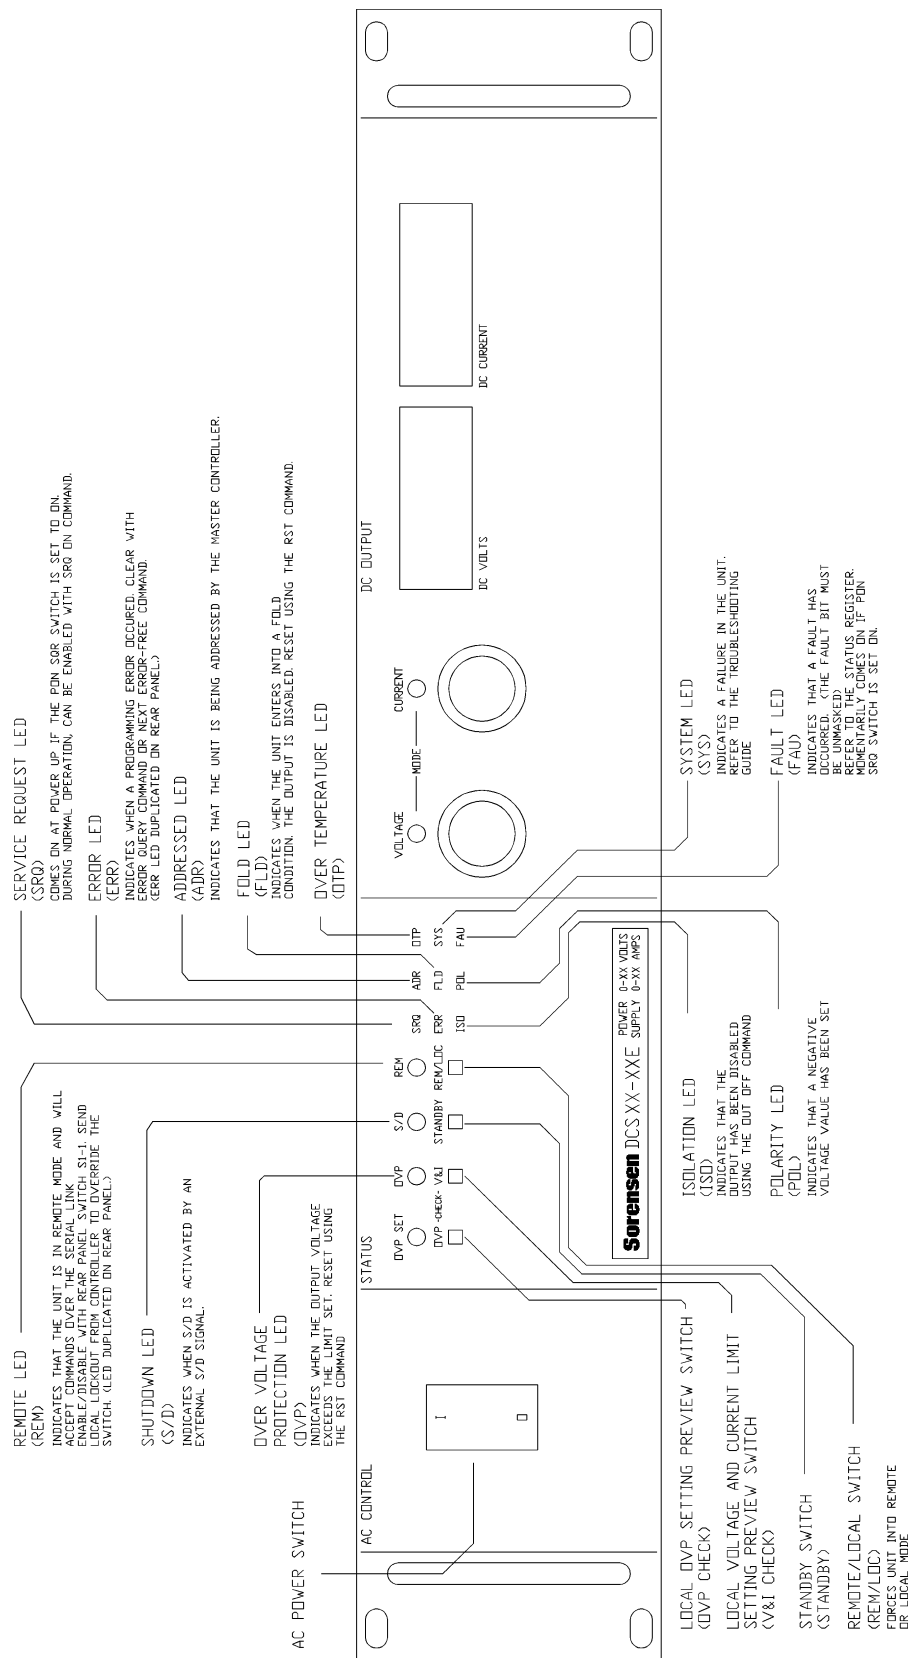 REMOTE LED
(REM)
INDICATES THAT THE UNIT IS IN REMOTE MODE AND WILL
ACCEPT COMMANDS OVER THE SERIAL LINK
ENABLE/DISABLE WITH REAR PANEL SWITCH S1-1. SEND
LOCAL LOCKOUT FROM CONTROLLER TO OVERRIDE THE
SWITCH. (LED DUPLICATED ON REAR PANEL.)
SHUTDOWN LED
(S/D)
INDICATES WHEN S/D IS ACTIVATED BY AN
EXTERNAL S/D SIGNAL.
OVER VOLTAGE
PROTECTION LED
(OVP)
INDICATES WHEN THE OUTPUT VOLTAGE
EXCEEDS THE LIMIT SET. RESET USING
THE RST COMMAND
AC POWER SWITCH
SERVICE REQUEST LED
(SRQ)
COMES ON AT POWER UP IF THE PON SQR SWITCH IS SET TO ON.
DURING NORMAL OPERATION, CAN BE ENABLED WITH SRQ ON COMMAND.
ERROR LED
(ERR)
INDICATES WHEN A PROGRAMMING ERROR OCCURED. CLEAR WITH
ERROR QUERY COMMAND OR NEXT ERROR-FREE COMMAND.
(ERR LED DUPLICATED ON REAR PANEL.)
ADDRESSED LED
(ADR)
INDICATES THAT THE UNIT IS BEING ADDRESSED BY THE MASTER CONTROLLER.
FOLD LED
(FLD)
INDICATES WHEN THE UNIT ENTERS INTO A FOLD
CONDITION. THE OUTPUT IS DISABLED. RESET USING THE RST COMMAND.
OVER TEMPERATURE LED
(OTP)
AC CONTROL
I
O
STATUS
OVP SET
OVP
S/D
REM
OVP -CHECK- V&I
STANDBY
REM/LOC
SRQ
ADR
OTP
ERR
FLD
SYS
ISO
POL
FAU
Sorensen DCS XX-XXE
POWER 0-XX VOLTS
SUPPLY 0-XX AMPS
DC OUTPUT
VOLTAGE
MODE
CURRENT
DC VOLTS
DC CURRENT
LOCAL OVP SETTING PREVIEW SWITCH
(OVP CHECK)
LOCAL VOLTAGE AND CURRENT LIMIT
SETTING PREVIEW SWITCH
(V&I CHECK)
STANDBY SWITCH
(STANDBY)
REMOTE/LOCAL SWITCH
(REM/LOC)
FORCES UNIT INTO REMOTE
OR LOCAL MODE
ISOLATION LED
(ISO)
INDICATES THAT THE
OUTPUT HAS BEEN DISABLED
USING THE OUT OFF COMMAND
POLARITY LED
(POL)
INDICATES THAT A NEGATIVE
VOLTAGE VALUE HAS BEEN SET
SYSTEM LED
(SYS)
INDICATES A FAILURE IN THE UNIT.
REFER TO THE TROUBLESHOOTING
GUIDE
FAULT LED
(FAU)
INDICATES THAT A FAULT HAS
OCCURRED. (THE FAULT BIT MUST
BE UNMASKED)
REFER TO THE STATUS REGISTER.
MOMENTARILY COMES ON IF PON
SRQ SWITCH IS SET ON.